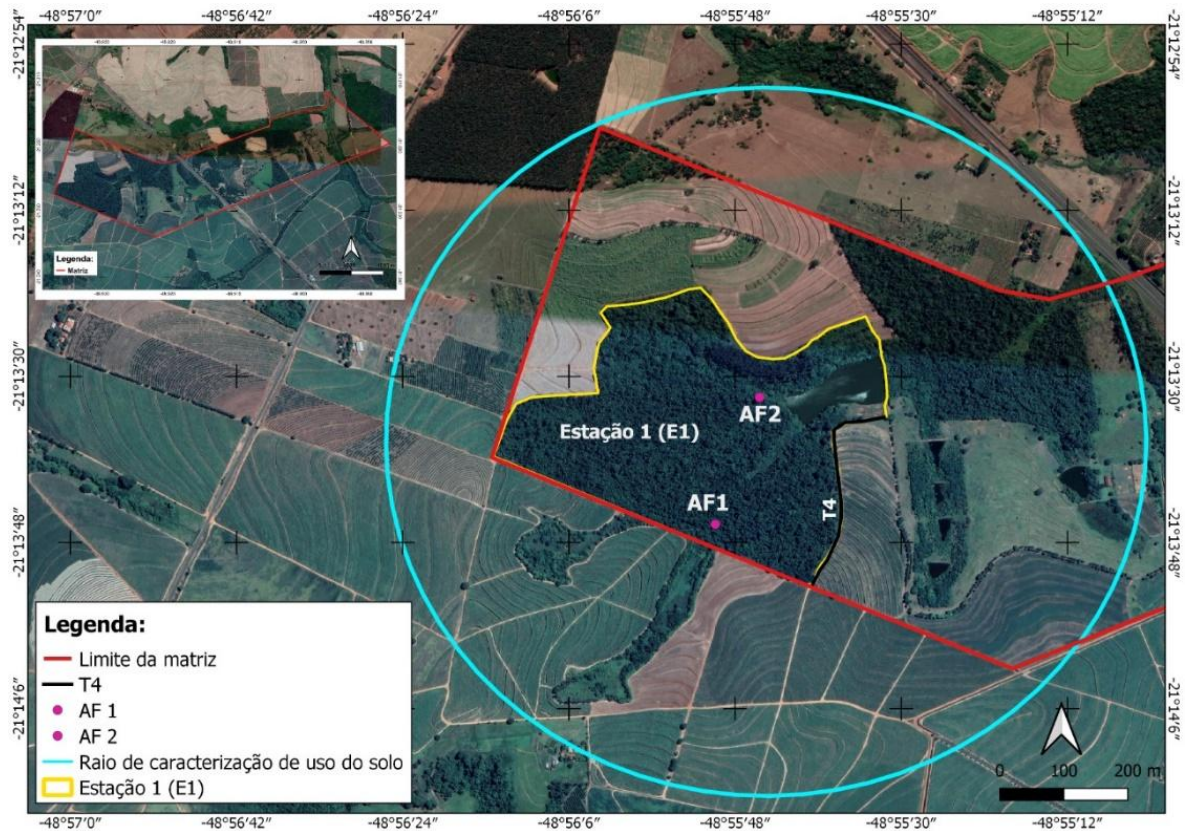 -48°57′0″
-48°56′42″
-48°56′24″
-48°56′6″
-48°55′48″
-48°55′30″
-48°55′12″
-21°12′54″
-21°12′54″
Legenda:
Matriz
-21°13′12″
-21°13′12″
-21°13′30″
-21°13′30″
AF2
Estação 1 (E1)
AF1
T4
-21°13′48″
-21°13′48″
Legenda:
Limite da matriz
T4
AF 1
AF 2
Raio de caracterização de uso do solo
Estação 1 (E1)
-21°14′6″
-21°14′6″
0 100 200 m
-48°57′0″
-48°56′42″
-48°56′24″
-48°56′6″
-48°55′48″
-48°55′30″
-48°55′12″